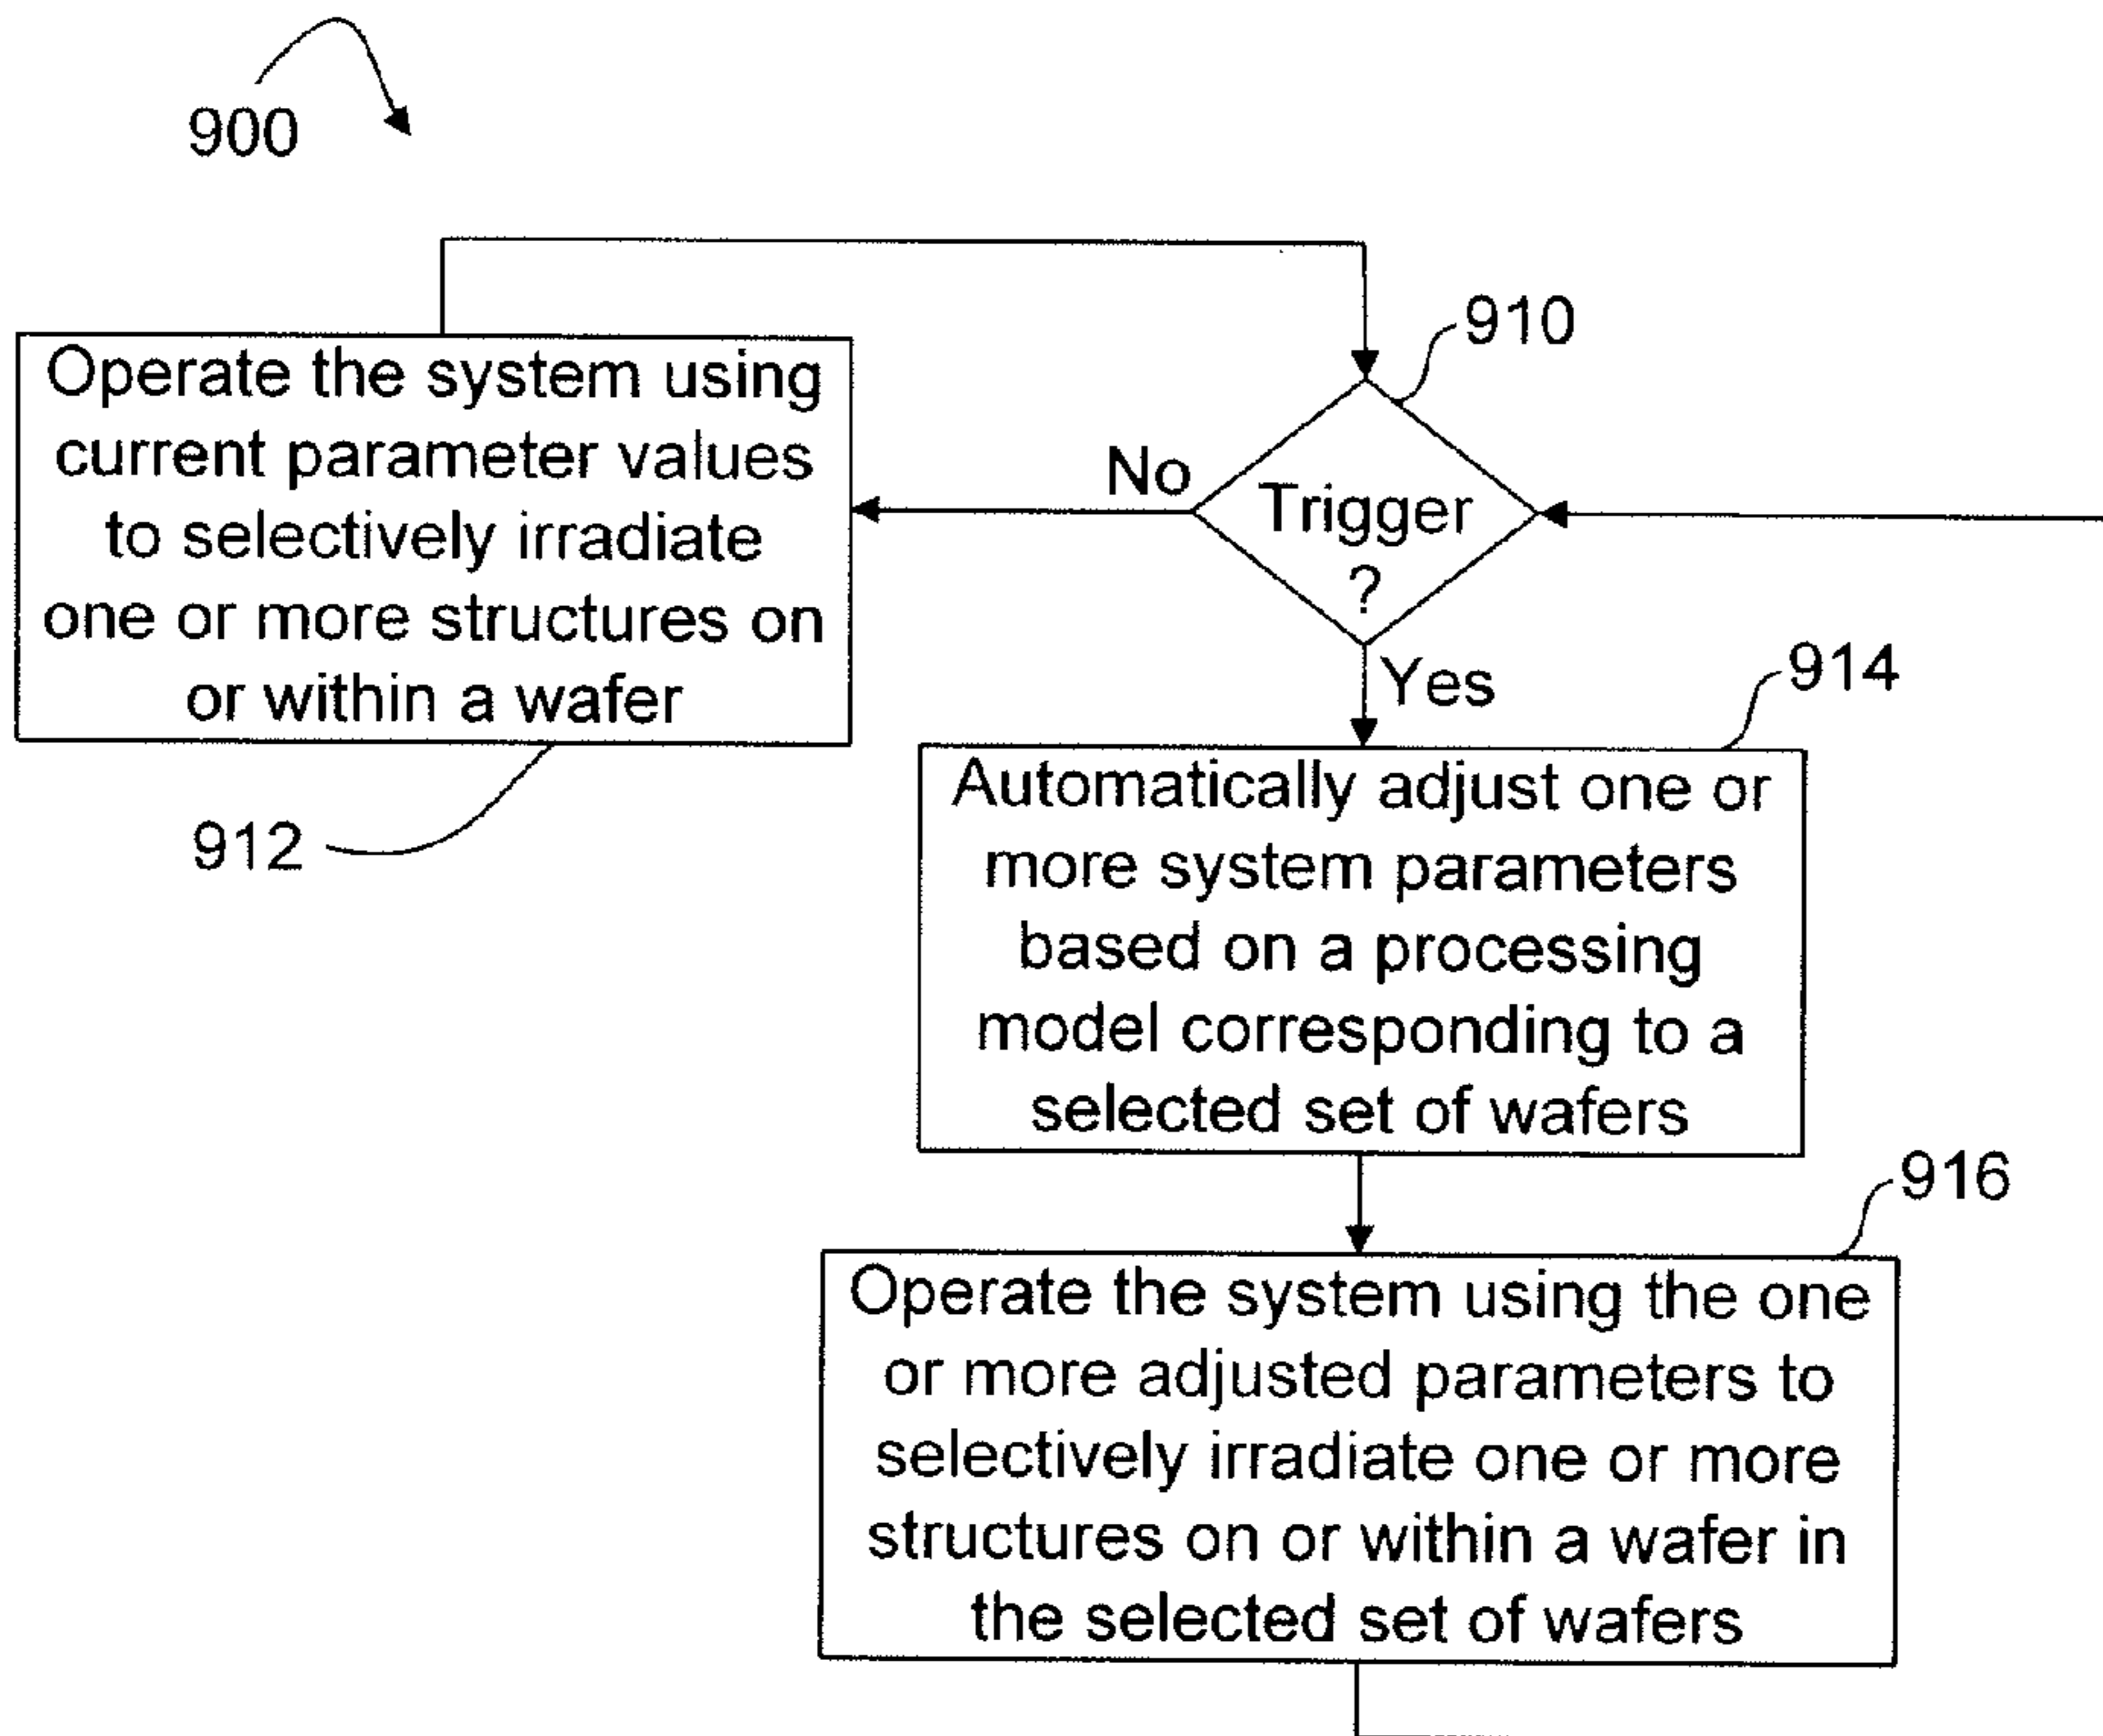 900
910
Operate the system using
current parameter values
to selectively irradiate
one or more structures on
or within a wafer
No
Trigger
?
Yes
912
914
Automatically adjust one or
more system parameters
based on a processing
model corresponding to a
selected set of wafers
916
Operate the system using the one
or more adjusted parameters to
selectively irradiate one or more
structures on or within a wafer in
the selected set of wafers